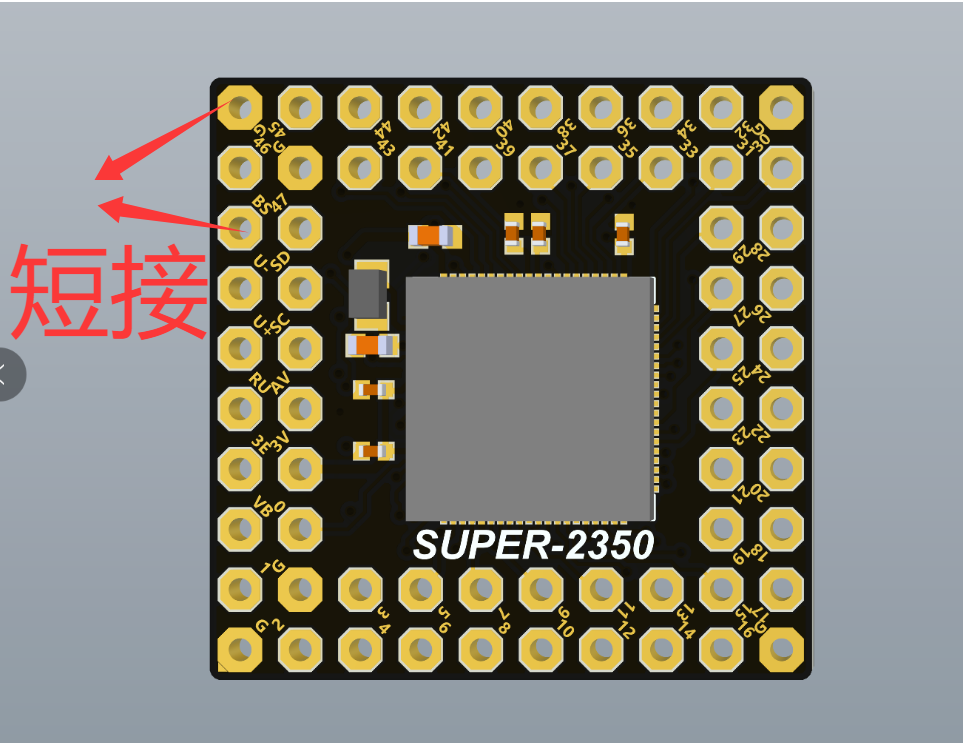 G 45 44 42 40 38 36 34 32 G
46 G 43 41 39 37 35 33 31 30
BS 47
29 28
U- SD
短接
27 26
U+ SC
25 24
RU AV
23 22
3E 3V
21 20
VB 0
SUPER-2350
19 18
1 G 3 5 7 9 11 13 15 17
G 2 4 6 8 10 12 14 16 G